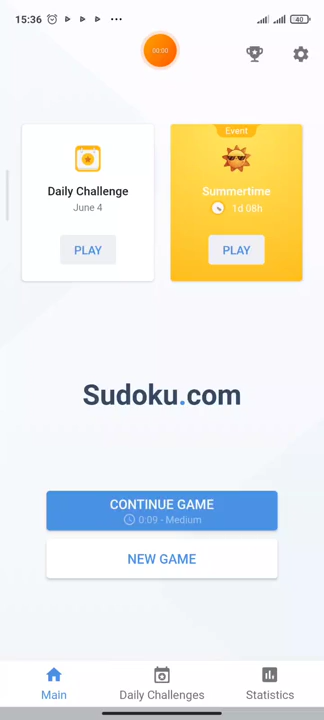 15:36
40
00:00
Event
Daily Challenge
June 4
PLAY
Summertime
1d 08h
PLAY
Sudoku.com
CONTINUE GAME
0:09 - Medium
NEW GAME
Main
Daily Challenges
Statistics